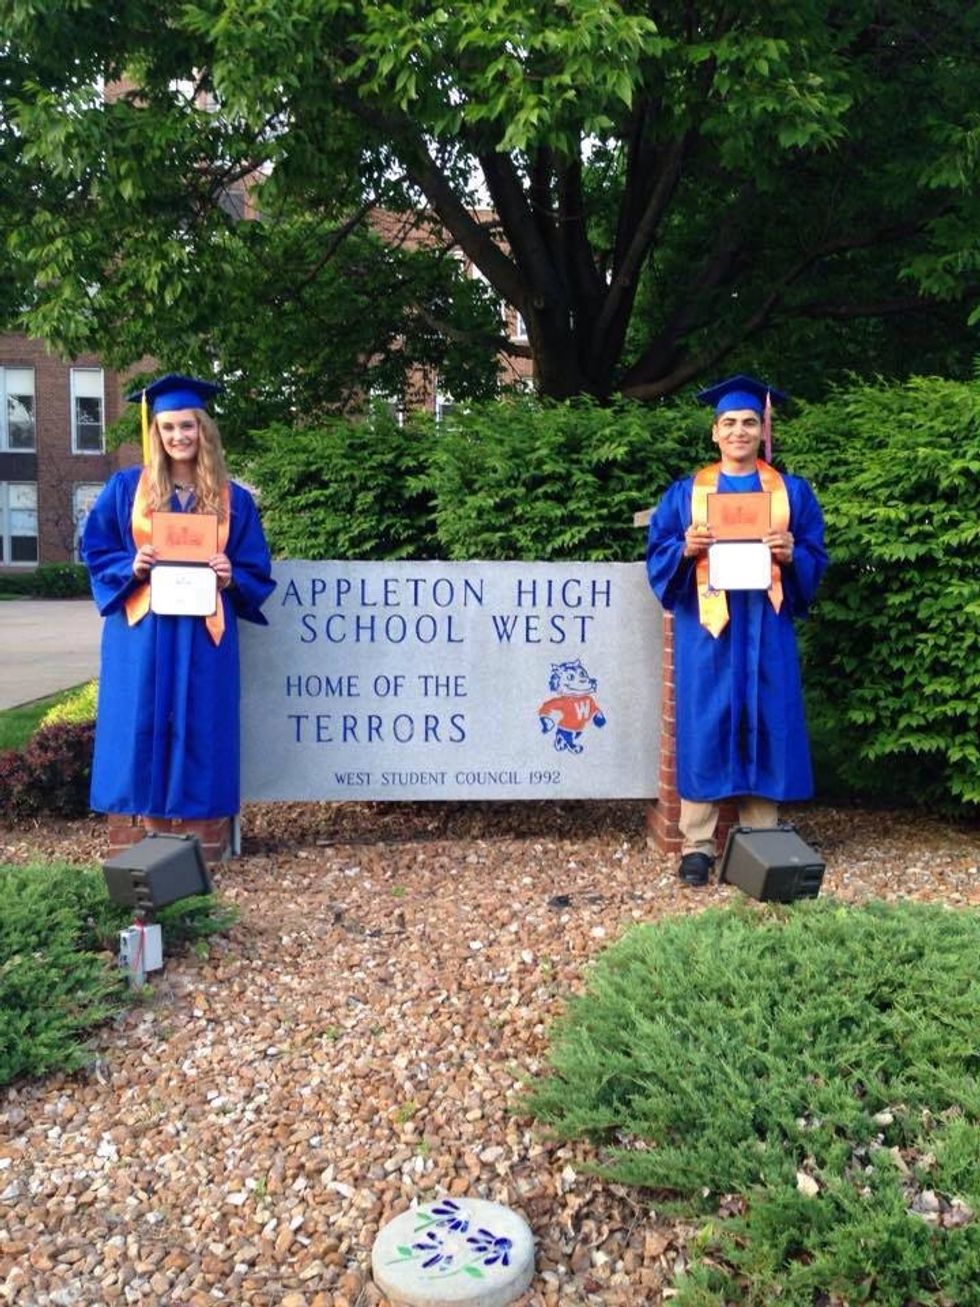 APPLETON HIGH
SCHOOL WEST
HOME OF THE
TERRORS
W
WEST STUDENT COUNCIL 1992